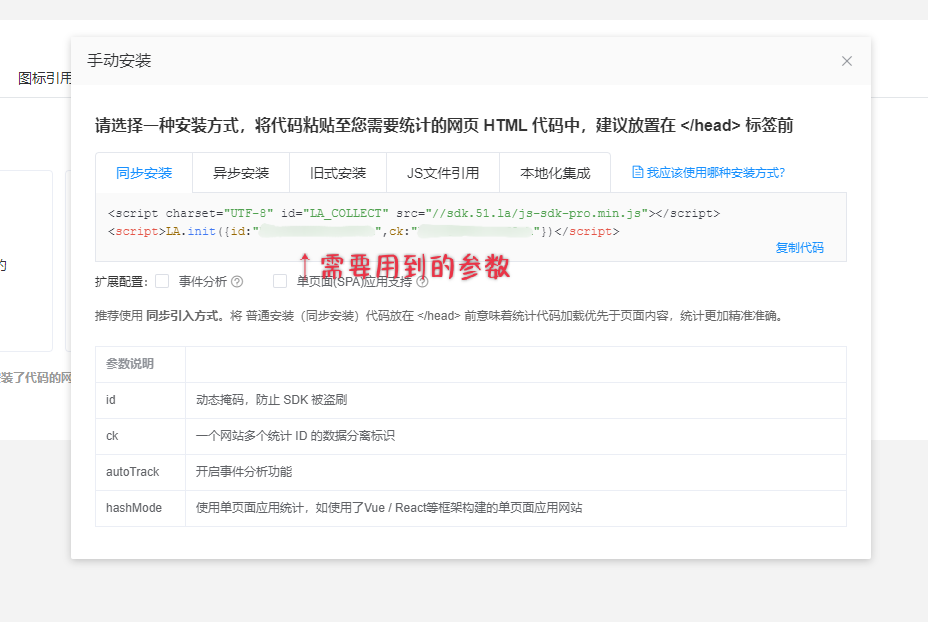 手动安装
图标引用
请选择一种安装方式，将代码粘贴至您需要统计的网页 HTML 代码中，建议放置在 </head> 标签前
同步安装 异步安装 旧式安装 JS文件引用 本地化集成 我应该使用哪种安装方式?
<script charset="UTF-8" id="LA_COLLECT" src="//sdk.51.la/js-sdk-pro.min.js"></script>
<script>LA.init({id:"",ck:""})</script>
复制代码
的
↑需要用到的参数
扩展配置: 事件分析 单页面(SPA)应用支持
推荐使用 同步引入方式。将 普通安装（同步安装）代码放在 </head> 前意味着统计代码加载优先于页面内容，统计更加精准准确。
参数说明
装了代码的网
id 动态掩码，防止 SDK 被盗刷
ck 一个网站多个统计 ID 的数据分离标识
autoTrack 开启事件分析功能
hashMode 使用单页面应用统计，如使用了Vue / React等框架构建的单页面应用网站